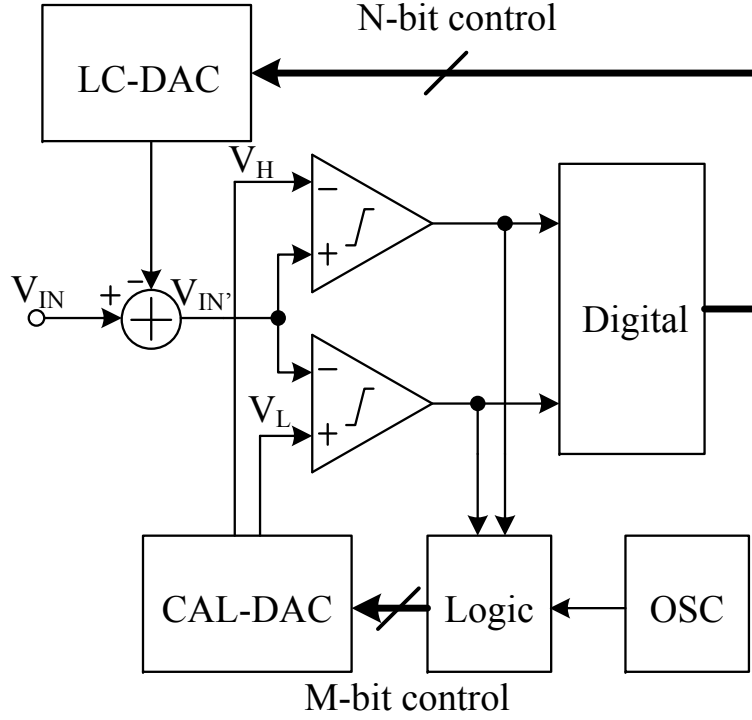 N-bit control
LC-DAC
V_H
−
+
V_IN
+
−
V_IN'
Digital
−
+
V_L
CAL-DAC
Logic
OSC
M-bit control